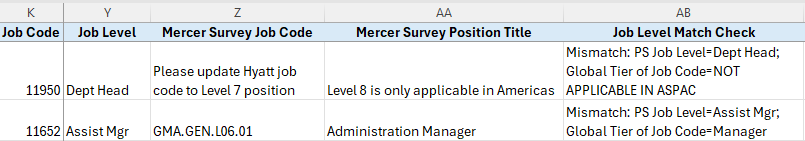 K Y Z AA AB
Job Code Job Level Mercer Survey Job Code Mercer Survey Position Title Job Level Match Check
11950 Dept Head
Please update Hyatt job
code to Level 7 position
Level 8 is only applicable in Americas
Mismatch: PS Job Level=Dept Head;
Global Tier of Job Code=NOT
APPLICABLE IN ASPAC
11652 Assist Mgr GMA.GEN.L06.01 Administration Manager
Mismatch: PS Job Level=Assist Mgr;
Global Tier of Job Code=Manager